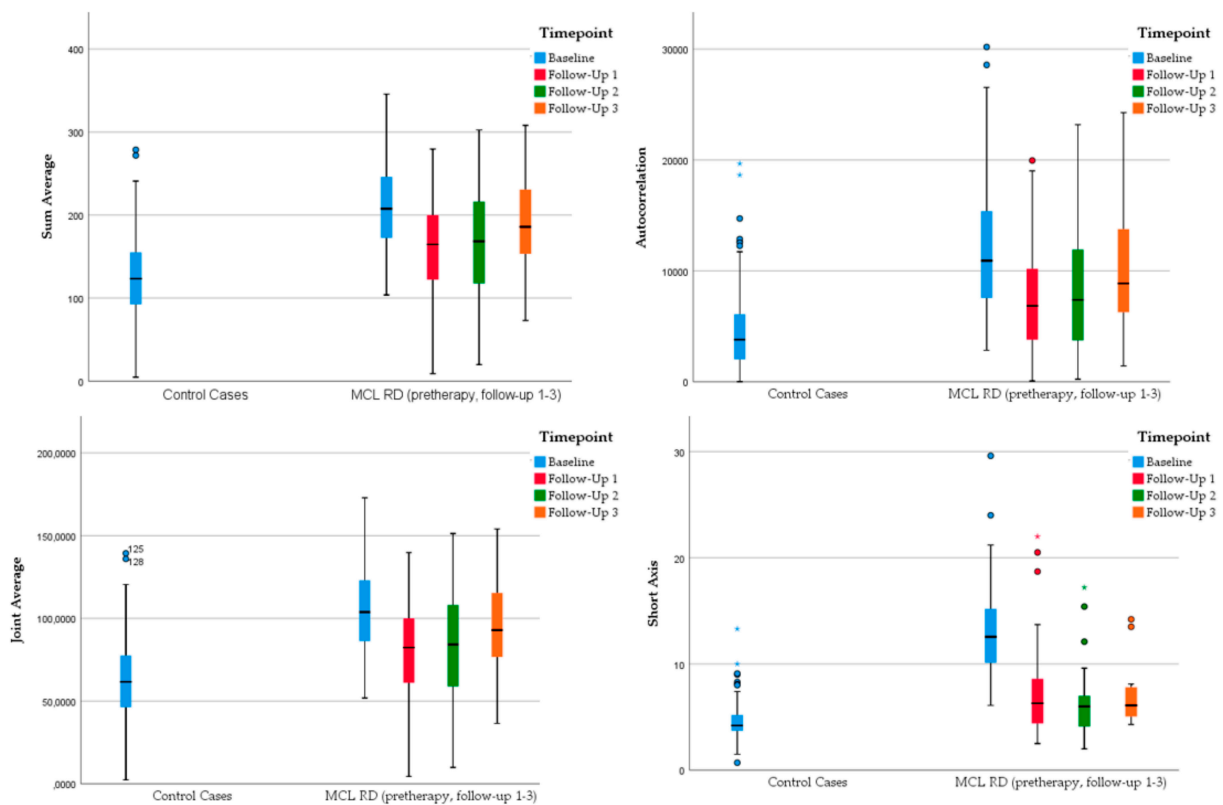 Timepoint
Baseline
Follow-Up 1
Follow-Up 2
Follow-Up 3
Sum Average
400
300
200
100
0
Control Cases
MCL RD (pretherapy, follow-up 1-3)
Timepoint
Baseline
Follow-Up 1
Follow-Up 2
Follow-Up 3
Autocorrelation
30000
20000
10000
0
Control Cases
MCL RD (pretherapy, follow-up 1-3)
Timepoint
Baseline
Follow-Up 1
Follow-Up 2
Follow-Up 3
Joint Average
200,0000
150,0000
100,0000
50,0000
,0000
125
128
Control Cases
MCL RD (pretherapy, follow-up 1-3)
Timepoint
Baseline
Follow-Up 1
Follow-Up 2
Follow-Up 3
Short Axis
30
20
10
0
Control Cases
MCL RD (pretherapy, follow-up 1-3)